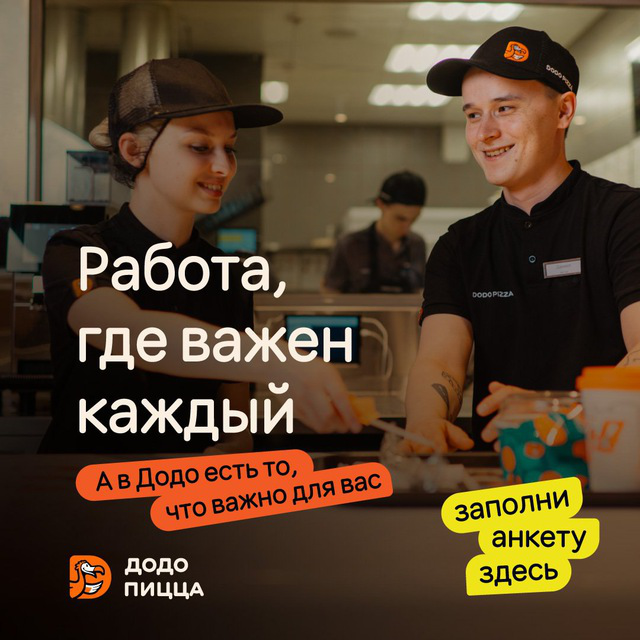 DODO PIZZA
DODO PIZZA
Работа,
где важен
каждый
А в Додо есть то,
что важно для вас
заполни
анкету
здесь
ДОДО
ПИЦЦА